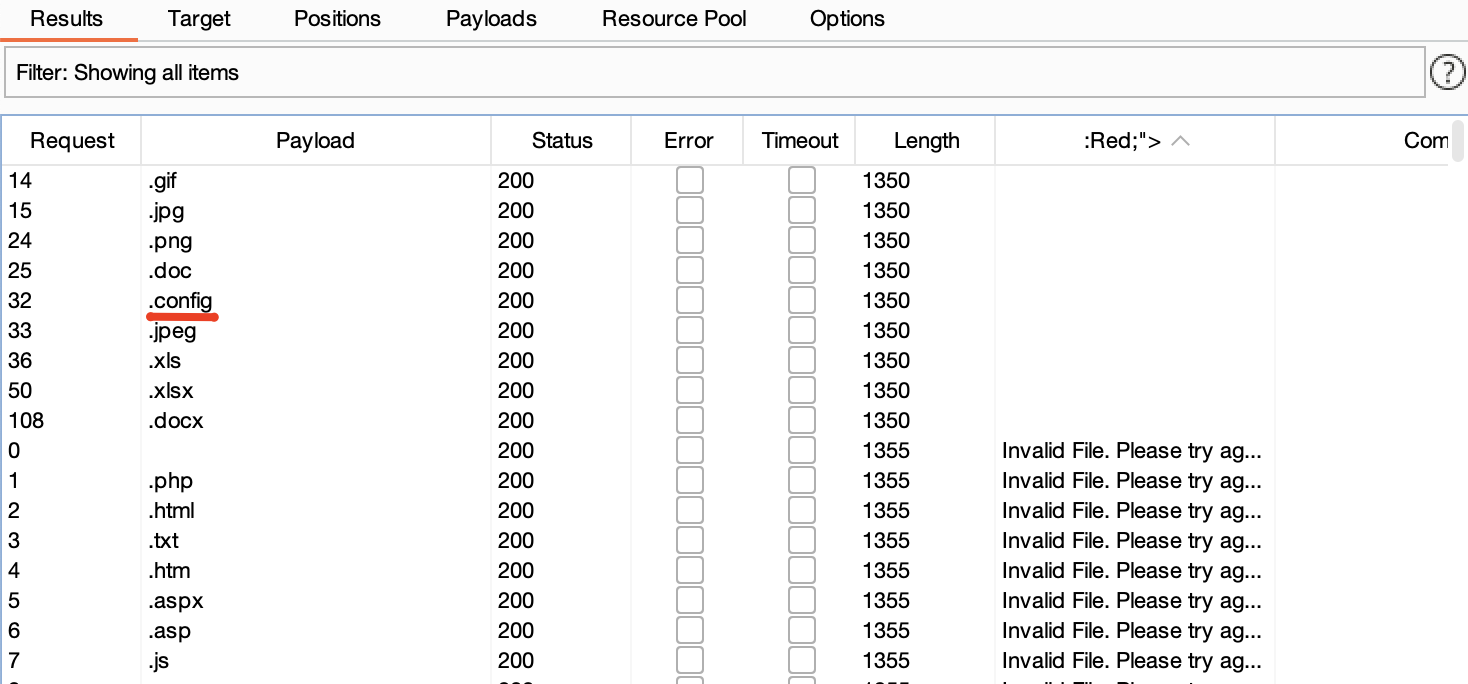 Results Target Positions Payloads Resource Pool Options
Filter: Showing all items ?
Request Payload Status Error Timeout Length :Red;"> Com
14 .gif 200 1350
15 .jpg 200 1350
24 .png 200 1350
25 .doc 200 1350
32 .config 200 1350
33 .jpeg 200 1350
36 .xls 200 1350
50 .xlsx 200 1350
108 .docx 200 1350
0 200 1355 Invalid File. Please try ag...
1 .php 200 1355 Invalid File. Please try ag...
2 .html 200 1355 Invalid File. Please try ag...
3 .txt 200 1355 Invalid File. Please try ag...
4 .htm 200 1355 Invalid File. Please try ag...
5 .aspx 200 1355 Invalid File. Please try ag...
6 .asp 200 1355 Invalid File. Please try ag...
7 .js 200 1355 Invalid File. Please try ag...